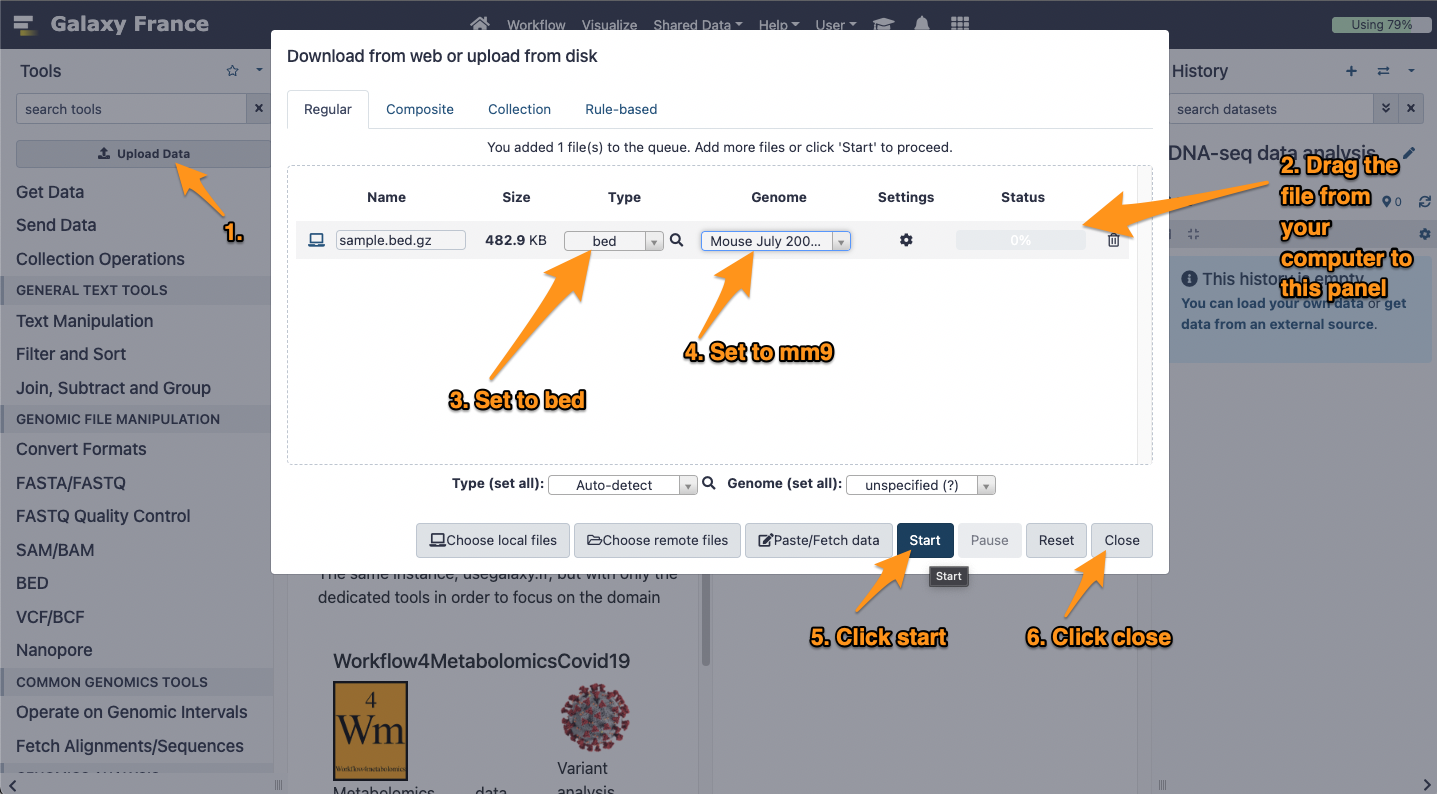 Galaxy France
Workflow Visualize Shared Data Help User
Using 79%
Tools
search tools
Upload Data
Get Data
Send Data
Collection Operations
GENERAL TEXT TOOLS
Text Manipulation
Filter and Sort
Join, Subtract and Group
GENOMIC FILE MANIPULATION
Convert Formats
FASTA/FASTQ
FASTQ Quality Control
SAM/BAM
BED
VCF/BCF
Nanopore
COMMON GENOMICS TOOLS
Operate on Genomic Intervals
Fetch Alignments/Sequences
1.
Download from web or upload from disk
Regular Composite Collection Rule-based
You added 1 file(s) to the queue. Add more files or click 'Start' to proceed.
Name Size Type Genome Settings Status
sample.bed.gz 482.9 KB bed Mouse July 200... 0%
3. Set to bed
4. Set to mm9
Type (set all): Auto-detect Genome (set all): unspecified (?)
Choose local files Choose remote files Paste/Fetch data Start Pause Reset Close
Start
5. Click start
6. Click close
The same instance, usegalaxy.fr, but with only the
dedicated tools in order to focus on the domain
Workflow4MetabolomicsCovid19
4
Wm
Workflow4metabolomics
Metabolomics data
Variant
analysis
History
search datasets
DNA-seq data analysis
0
2. Drag the
file from
your
computer to
this panel
This history is empty
You can load your own data or get
data from an external source.